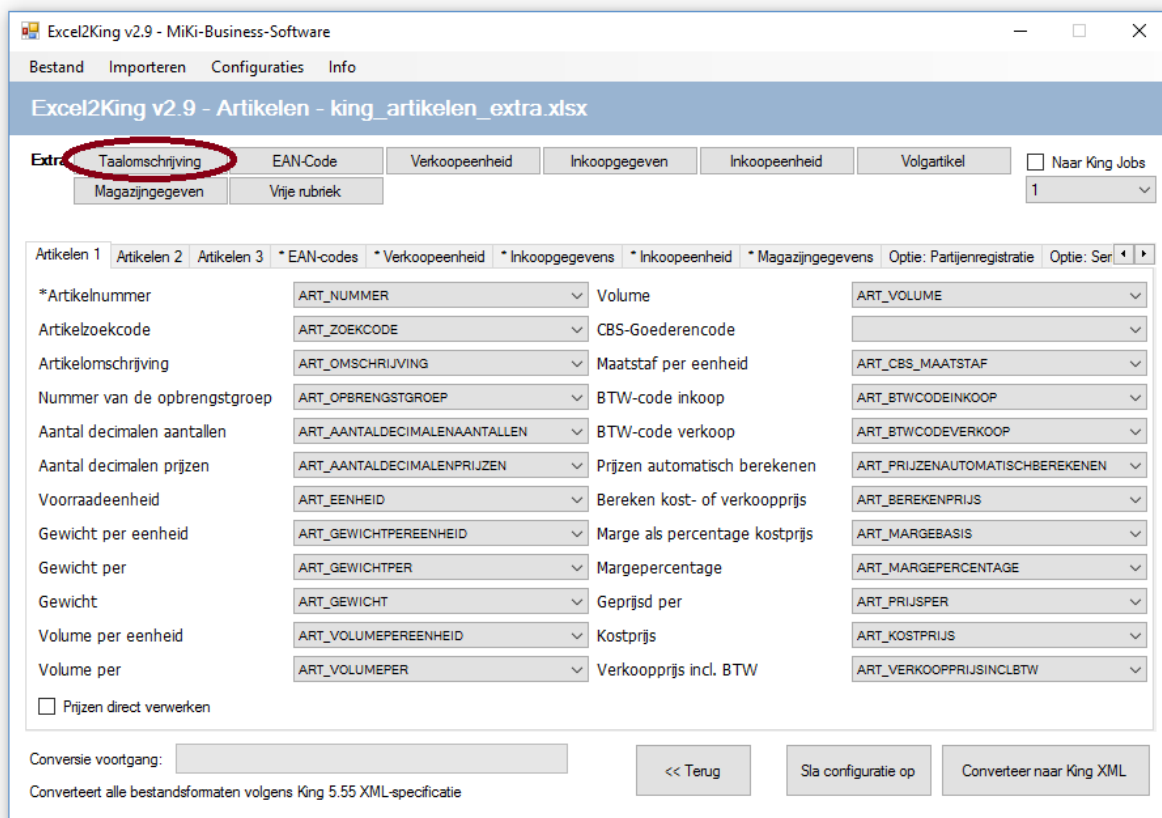 Excel2King v2.9 - MiKi-Business-Software
Bestand Importeren Configuraties Info
Excel2King v2.9 - Artikelen - king_artikelen_extra.xlsx
Extra Taalomschrijving EAN-Code Verkoopeenheid Inkoopgegeven Inkoopeenheid Volgartikel Naar King Jobs
Magazijngegeven Vrije rubriek 1
Artikelen 1 Artikelen 2 Artikelen 3 * EAN-codes * Verkoopeenheid * Inkoopgegevens * Inkoopeenheid * Magazijngegevens Optie: Partijenregistratie Optie: Ser
*Artikelnummer ART_NUMMER Volume ART_VOLUME
Artikelzoekcode ART_ZOEKCODE CBS-Goederencode
Artikelomschrijving ART_OMSCHRIJVING Maatstaf per eenheid ART_CBS_MAATSTAF
Nummer van de opbrengstgroep ART_OPBRENGSTGROEP BTW-code inkoop ART_BTWCODEINKOOP
Aantal decimalen aantallen ART_AANTALDECIMALENAANTALLEN BTW-code verkoop ART_BTWCODEVERKOOP
Aantal decimalen prijzen ART_AANTALDECIMALENPRIJZEN Prijzen automatisch berekenen ART_PRIJZENAUTOMATISCHBEREKENEN
Voorraadeenheid ART_EENHEID Bereken kost- of verkoopprijs ART_BEREKENPRIJS
Gewicht per eenheid ART_GEWICHTPEREENHEID Marge als percentage kostprijs ART_MARGEBASIS
Gewicht per ART_GEWICHTPER Margepercentage ART_MARGEPERCENTAGE
Gewicht ART_GEWICHT Geprijsd per ART_PRIJSPER
Volume per eenheid ART_VOLUMEPEREENHEID Kostprijs ART_KOSTPRIJS
Volume per ART_VOLUMEPER Verkoopprijs incl. BTW ART_VERKOOPPRIJSINCLBTW
Prijzen direct verwerken
Conversie voortgang: << Terug Sla configuratie op Converteer naar King XML
Converteert alle bestandsformaten volgens King 5.55 XML-specificatie